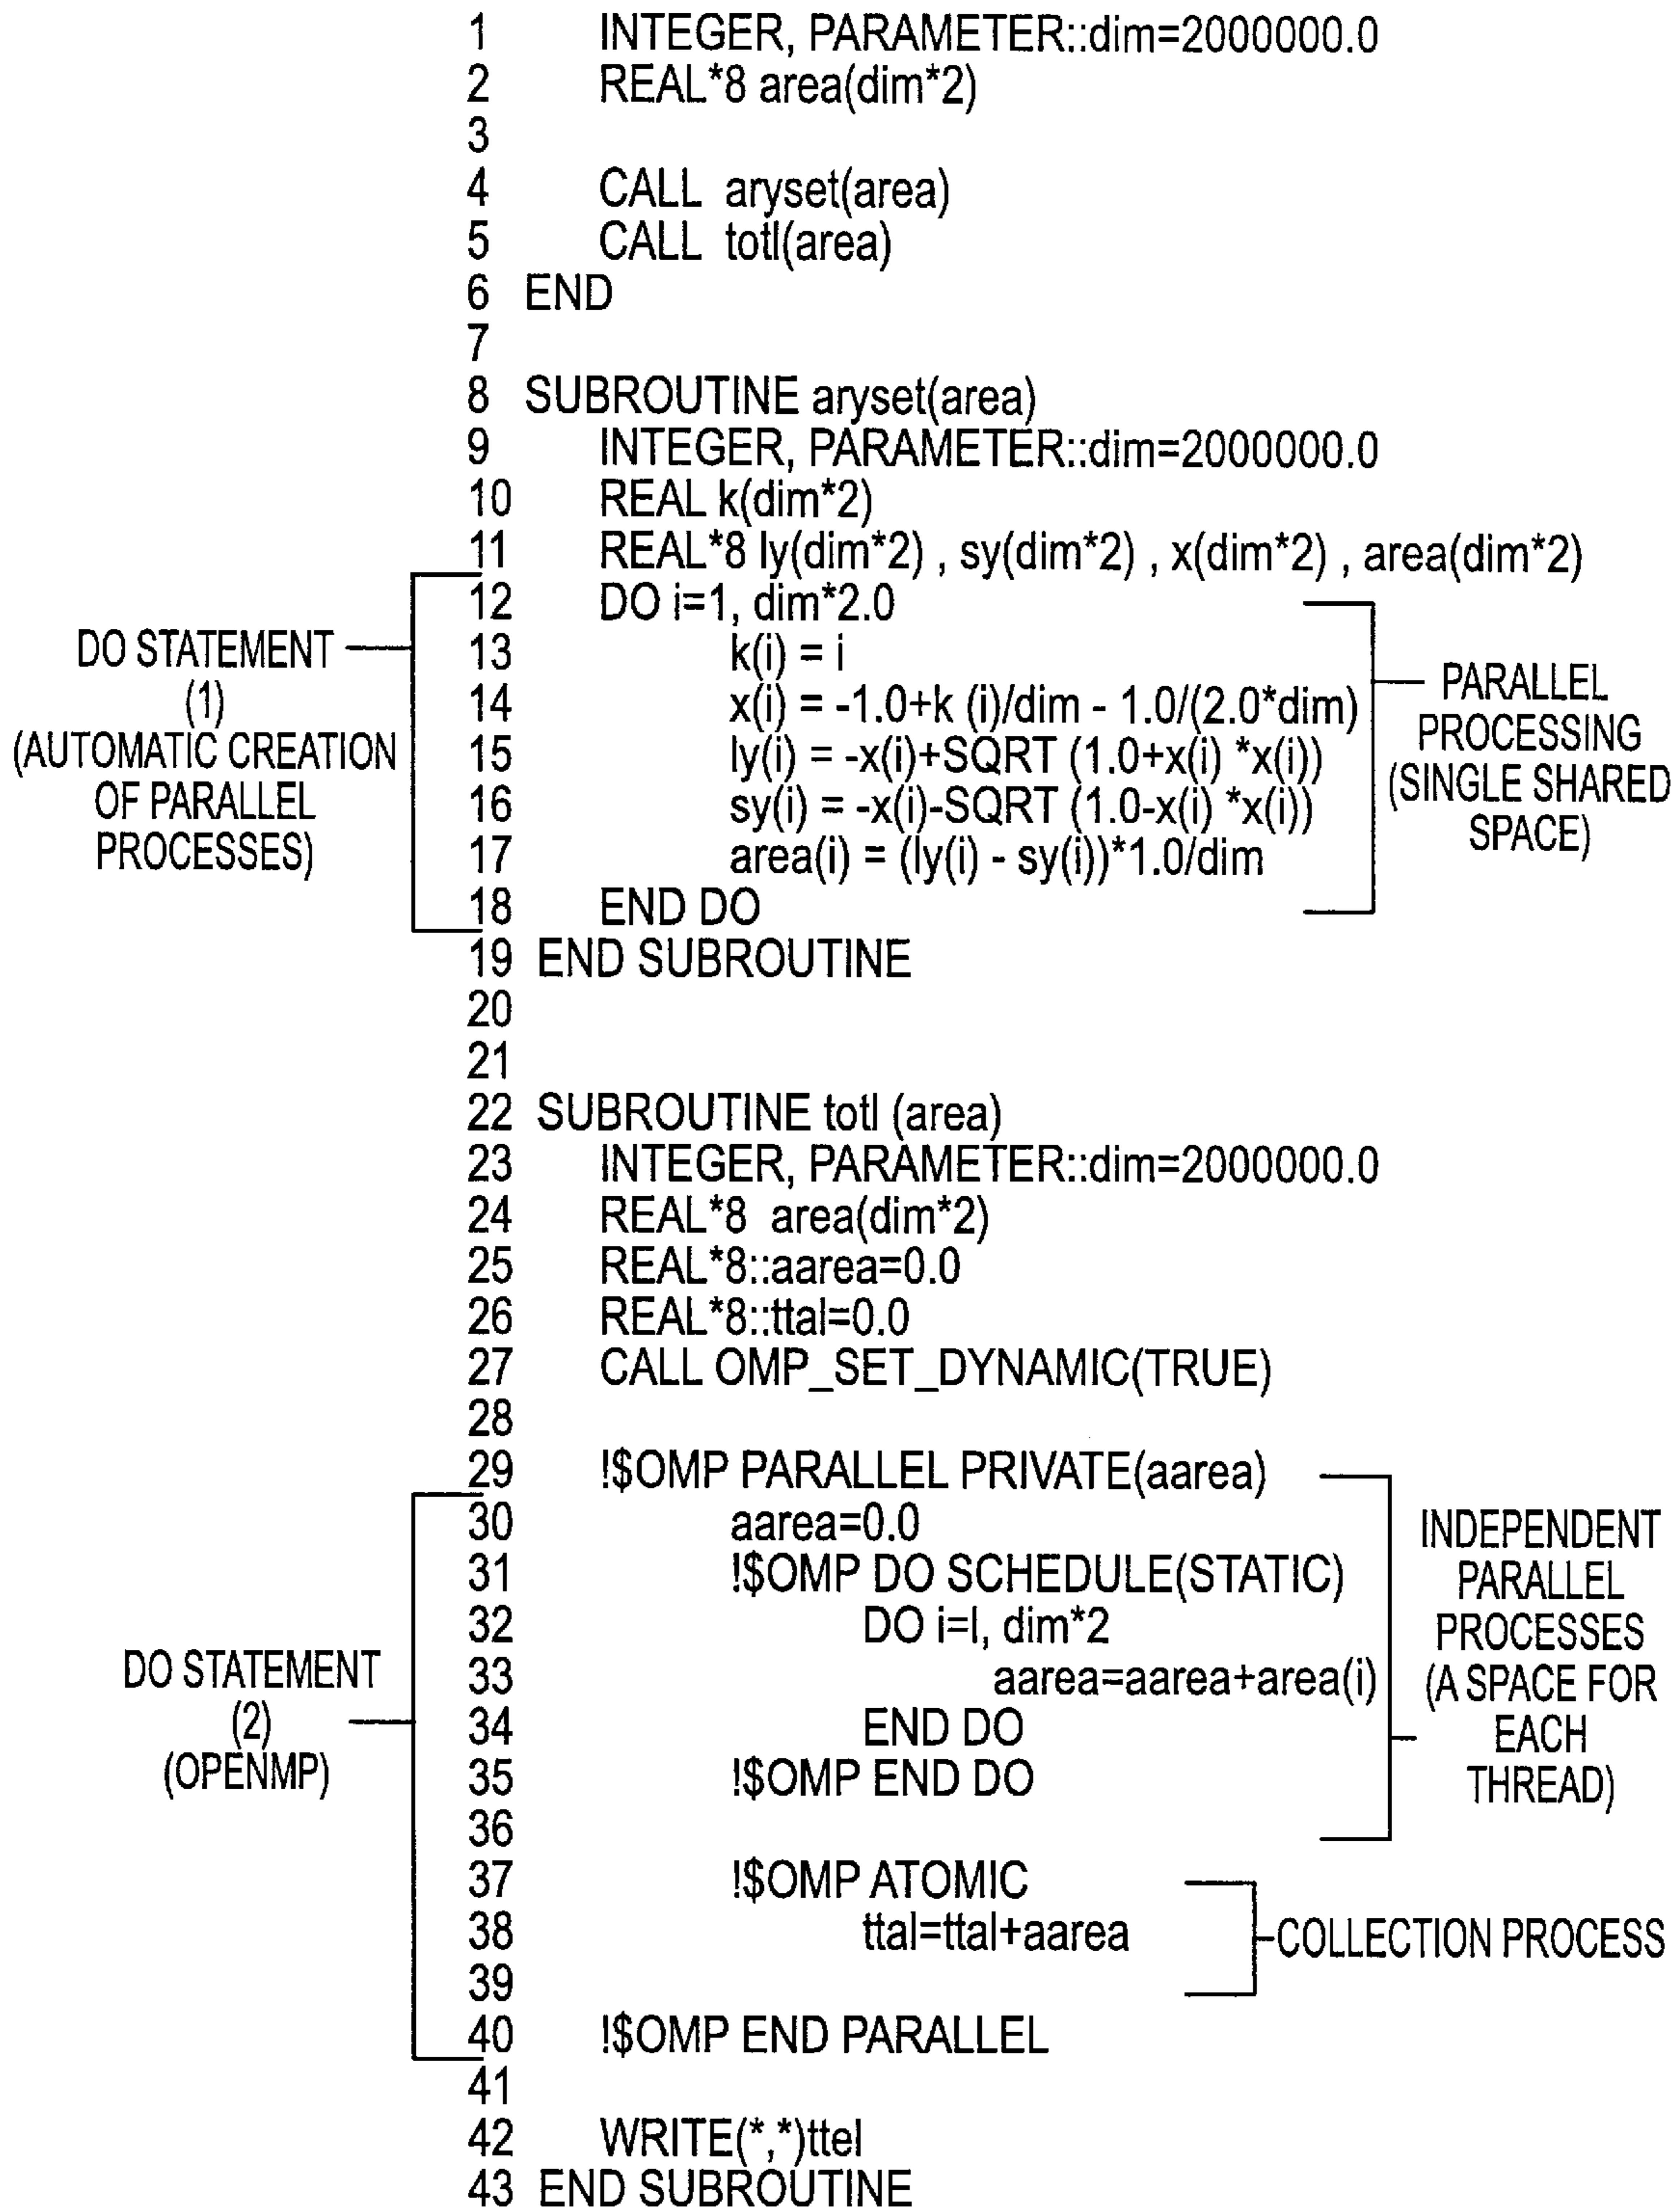 1 INTEGER, PARAMETER::dim=2000000.0
2 REAL*8 area(dim*2)
3
4 CALL aryset(area)
5 CALL totl(area)
6 END
7
8 SUBROUTINE aryset(area)
9 INTEGER, PARAMETER::dim=2000000.0
10 REAL k(dim*2)
11 REAL*8 ly(dim*2) , sy(dim*2) , x(dim*2) , area(dim*2)
12 DO i=1, dim*2.0
13 k(i) = i
14 x(i) = -1.0+k (i)/dim - 1.0/(2.0*dim)
15 ly(i) = -x(i)+SQRT (1.0+x(i) *x(i))
16 sy(i) = -x(i)-SQRT (1.0-x(i) *x(i))
17 area(i) = (ly(i) - sy(i))*1.0/dim
18 END DO
19 END SUBROUTINE
20
21
22 SUBROUTINE totl (area)
23 INTEGER, PARAMETER::dim=2000000.0
24 REAL*8 area(dim*2)
25 REAL*8::aarea=0.0
26 REAL*8::ttal=0.0
27 CALL OMP_SET_DYNAMIC(TRUE)
28
29 !$OMP PARALLEL PRIVATE(aarea)
30 aarea=0.0
31 !$OMP DO SCHEDULE(STATIC)
32 DO i=l, dim*2
33 aarea=aarea+area(i)
34 END DO
35 !$OMP END DO
36
37 !$OMP ATOMIC
38 ttal=ttal+aarea
39
40 !$OMP END PARALLEL
41
42 WRITE(*,*)ttel
43 END SUBROUTINE
DO STATEMENT
(1)
(AUTOMATIC CREATION
OF PARALLEL
PROCESSES)
PARALLEL
PROCESSING
(SINGLE SHARED
SPACE)
DO STATEMENT
(2)
(OPENMP)
INDEPENDENT
PARALLEL
PROCESSES
(A SPACE FOR
EACH
THREAD)
COLLECTION PROCESS